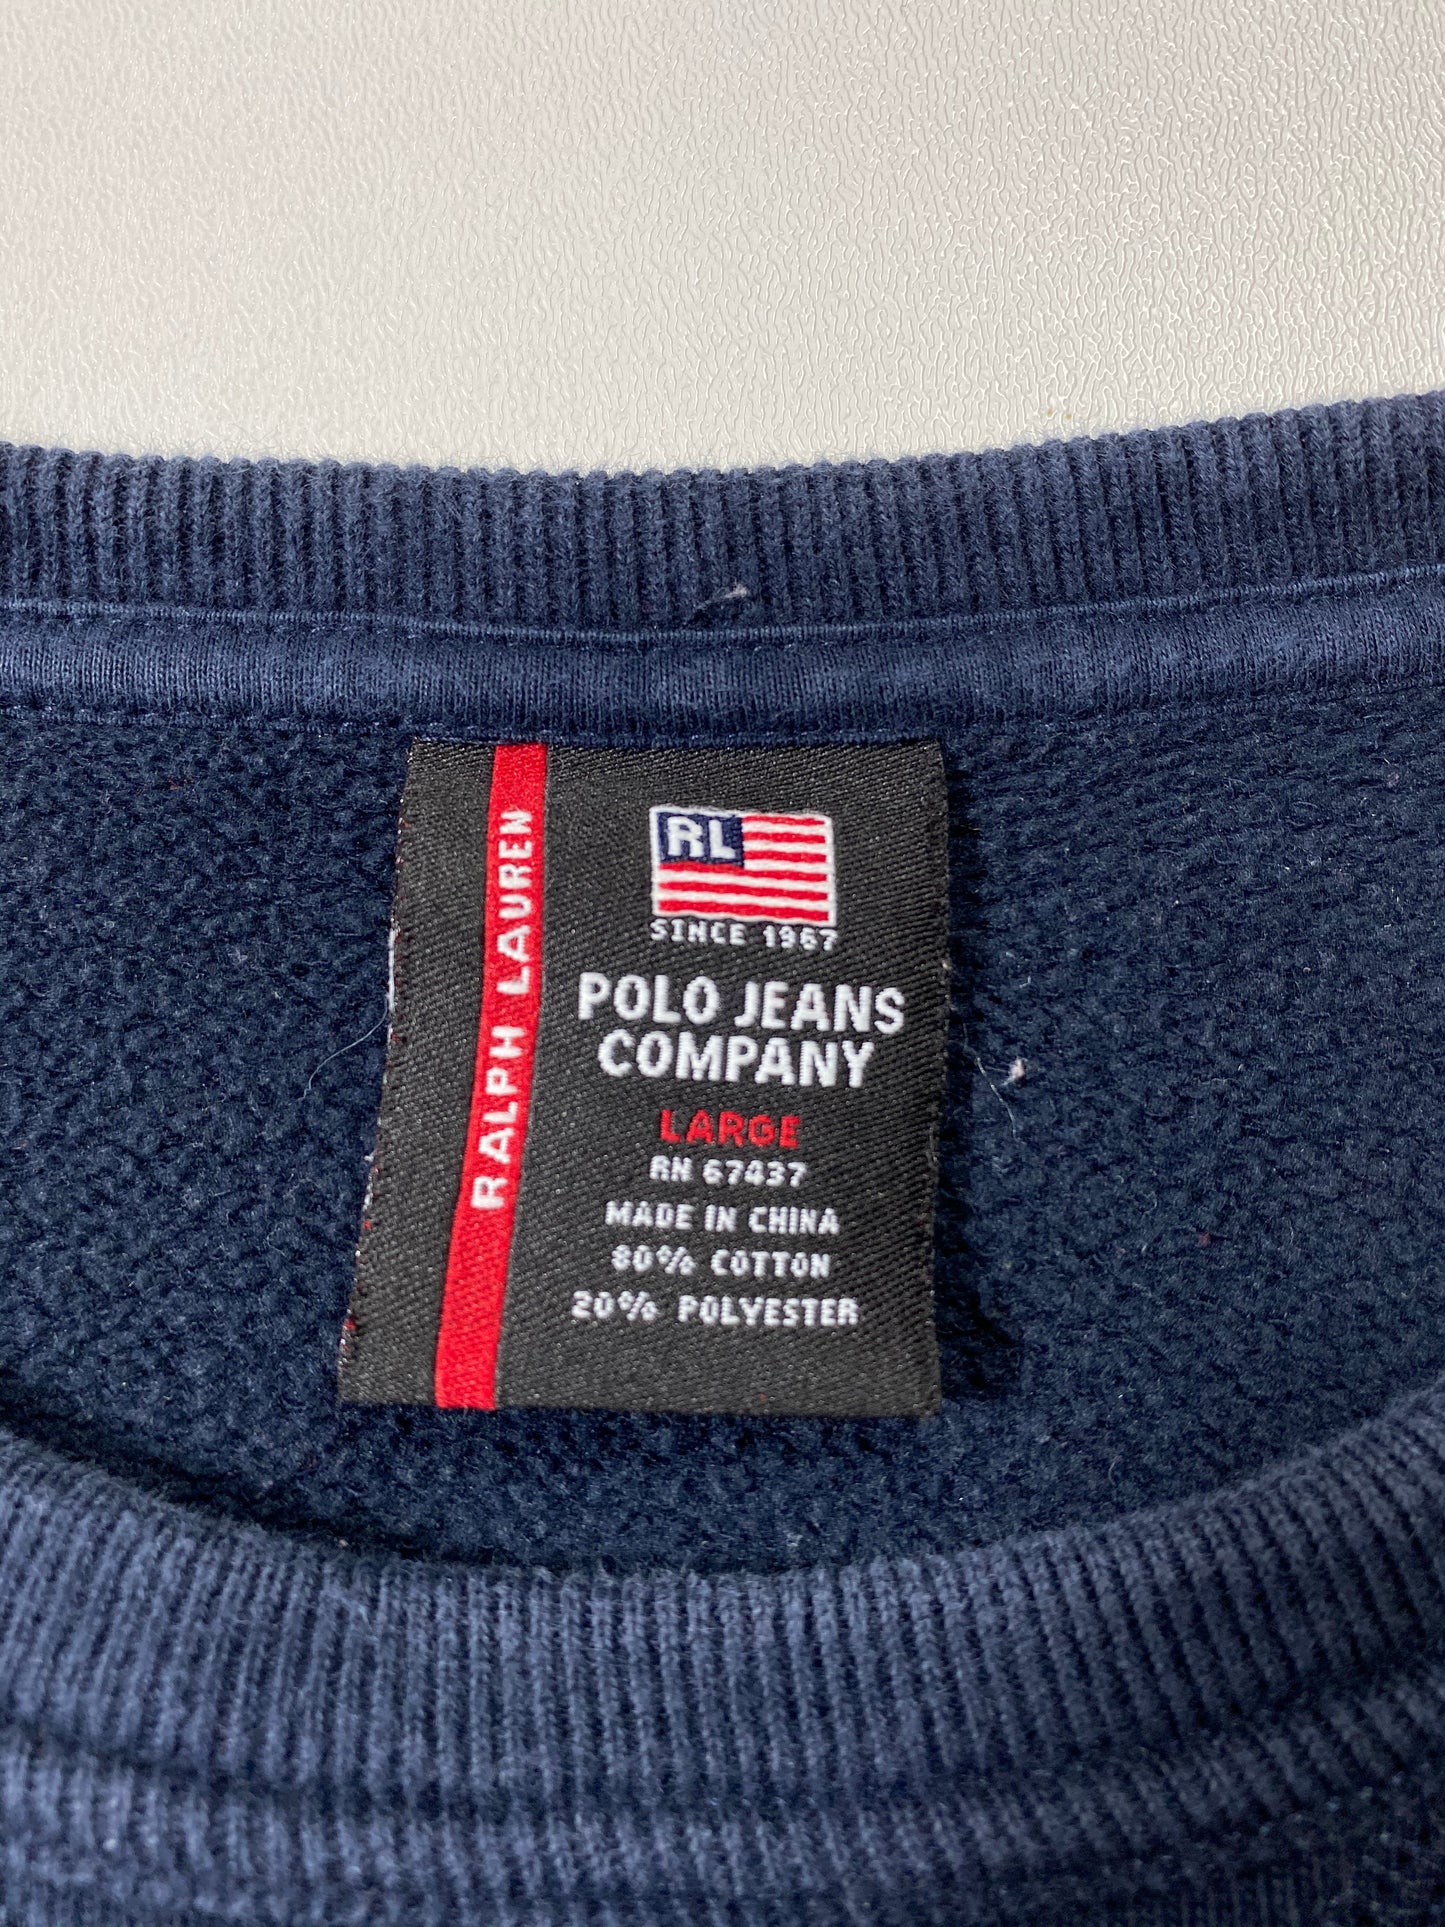 RALPH LAUREN
RL
SINCE 1967
POLO JEANS
COMPANY
LARGE
RN 67437
MADE IN CHINA
80% COTTON
20% POLYESTER